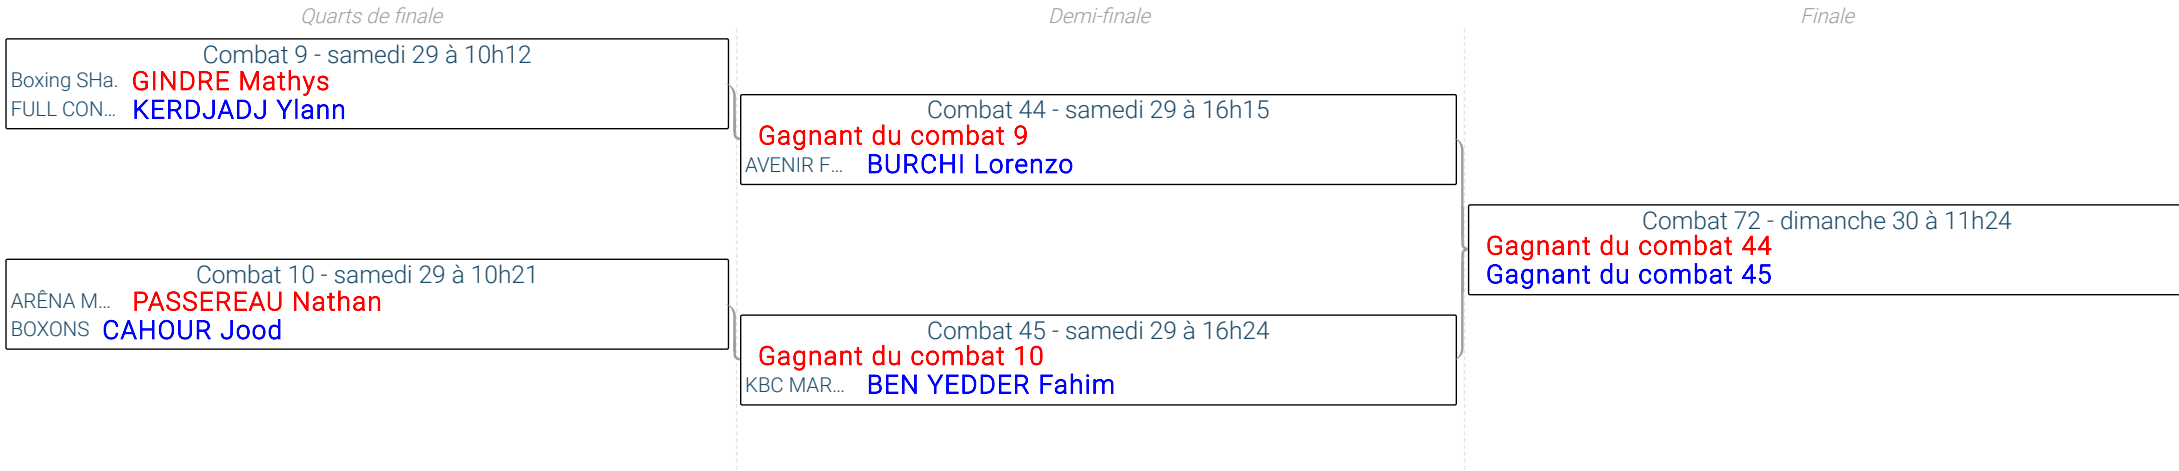 Quarts de finale
Demi-finale
Finale
Combat 9 - samedi 29 à 10h12
Boxing SHa. GINDRE Mathys
FULL CON... KERDJADJ Ylann
Combat 44 - samedi 29 à 16h15
Gagnant du combat 9
AVENIR F... BURCHI Lorenzo
Combat 72 - dimanche 30 à 11h24
Gagnant du combat 44
Gagnant du combat 45
Combat 10 - samedi 29 à 10h21
ARÊNA M... PASSEREAU Nathan
BOXONS CAHOUR Jood
Combat 45 - samedi 29 à 16h24
Gagnant du combat 10
KBC MAR... BEN YEDDER Fahim